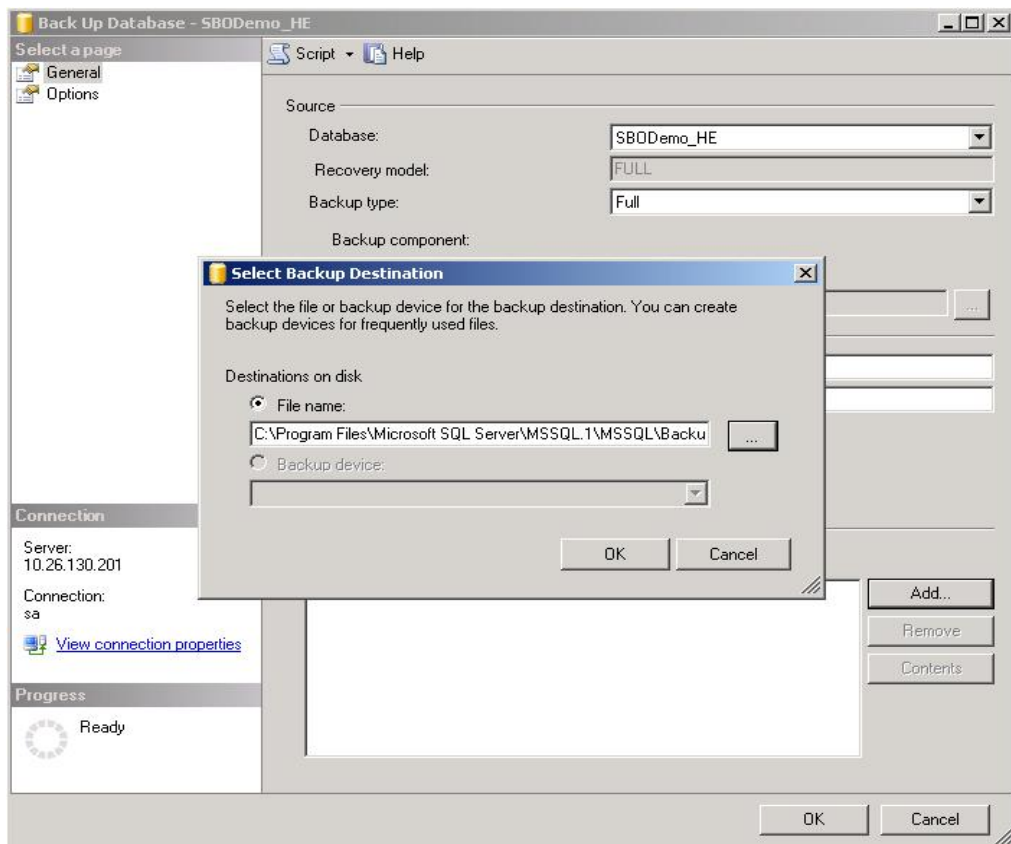 Back Up Database - SBODemo_HE
Select a page
General
Options
Script
Help
Source
Database:
SBODemo_HE
Recovery model:
FULL
Backup type:
Full
Backup component:
Select Backup Destination
Select the file or backup device for the backup destination. You can create
backup devices for frequently used files.
Destinations on disk
File name:
C:\Program Files\Microsoft SQL Server\MSSQL.1\MSSQL\Backu
...
Backup device:
OK
Cancel
...
Connection
Server:
10.26.130.201
Connection:
sa
View connection properties
Progress
Ready
Add...
Remove
Contents
OK
Cancel